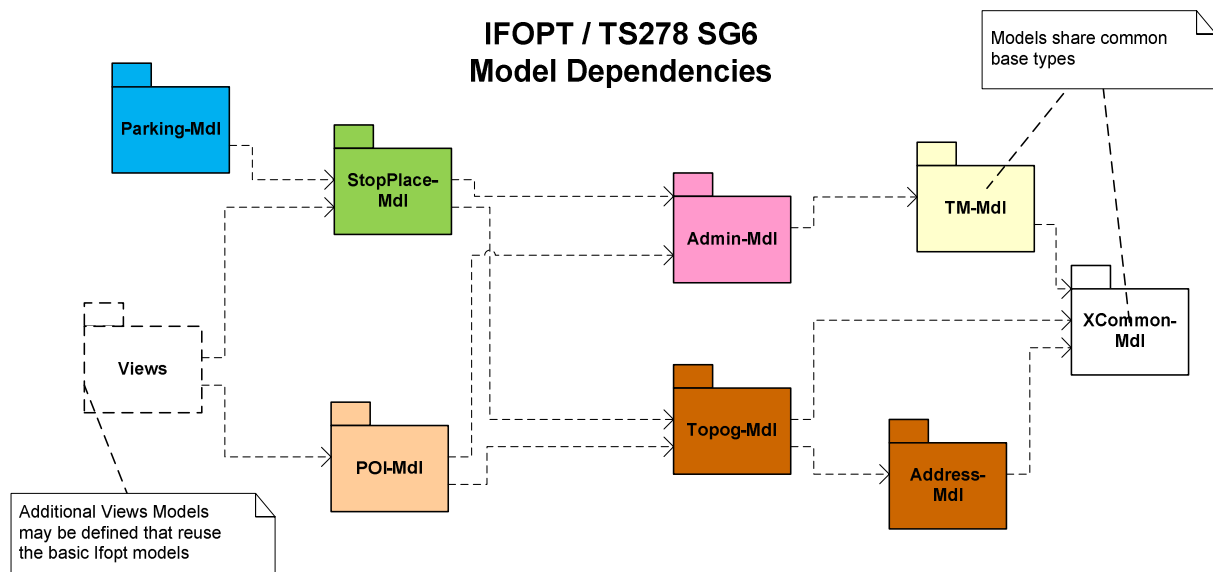 IFOPT / TS278 SG6
Model Dependencies
Models share common
base types
Parking-Mdl
StopPlace-
Mdl
Admin-Mdl
TM-Mdl
XCommon-
Mdl
Views
POI-Mdl
Topog-Mdl
Address-
Mdl
Additional Views Models
may be defined that reuse
the basic Ifopt models